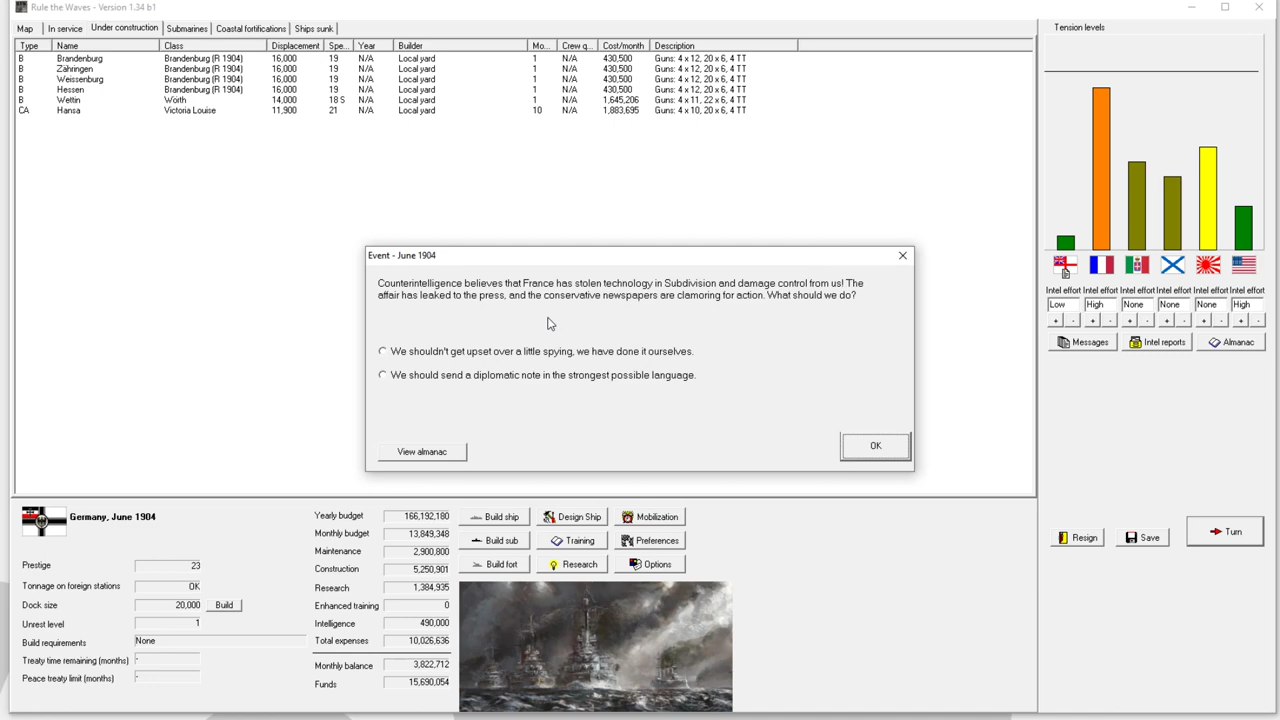 Rule the Waves - Version 1.34 b1
Map In service Under construction Submarines Coastal fortifications Ships sunk
Type Name Class Displacement Spe... Year Builder Mo... Crew q... Cost/month Description
B Brandenburg Brandenburg (R 1904) 16,000 19 N/A Local yard 1 N/A 430,500 Guns: 4 x 12, 20 x 6, 4 TT
B Zähringen Brandenburg (R 1904) 16,000 19 N/A Local yard 1 N/A 430,500 Guns: 4 x 12, 20 x 6, 4 TT
B Weissenburg Brandenburg (R 1904) 16,000 19 N/A Local yard 1 N/A 430,500 Guns: 4 x 12, 20 x 6, 4 TT
B Hessen Brandenburg (R 1904) 16,000 19 N/A Local yard 1 N/A 430,500 Guns: 4 x 12, 20 x 6, 4 TT
B Wettin Wörth 14,000 18 S N/A Local yard 1 N/A 1,645,206 Guns: 4 x 11, 22 x 6, 4 TT
CA Hansa Victoria Louise 11,900 21 N/A Local yard 10 N/A 1,883,695 Guns: 4 x 10, 20 x 6, 4 TT
Event - June 1904
Counterintelligence believes that France has stolen technology in Subdivision and damage control from us! The
affair has leaked to the press, and the conservative newspapers are clamoring for action. What should we do?
We shouldn't get upset over a little spying, we have done it ourselves.
We should send a diplomatic note in the strongest possible language.
View almanac
OK
Tension levels
Intel effort Intel effort Intel effort Intel effort Intel effort Intel effort
Low High None None None High
+ - + - + - + - + - + -
Messages Intel reports Almanac
Resign Save Turn
Germany, June 1904
Prestige 23
Tonnage on foreign stations OK
Dock size 20,000 Build
Unrest level 1
Build requirements None
Treaty time remaining (months) -
Peace treaty limit (months) -
Yearly budget 166,192,180
Monthly budget 13,849,348
Maintenance 2,900,800
Construction 5,250,901
Research 1,384,935
Enhanced training 0
Intelligence 490,000
Total expenses 10,026,636
Monthly balance 3,822,712
Funds 15,690,054
Build ship Design Ship Mobilization
Build sub Training Preferences
Build fort Research Options